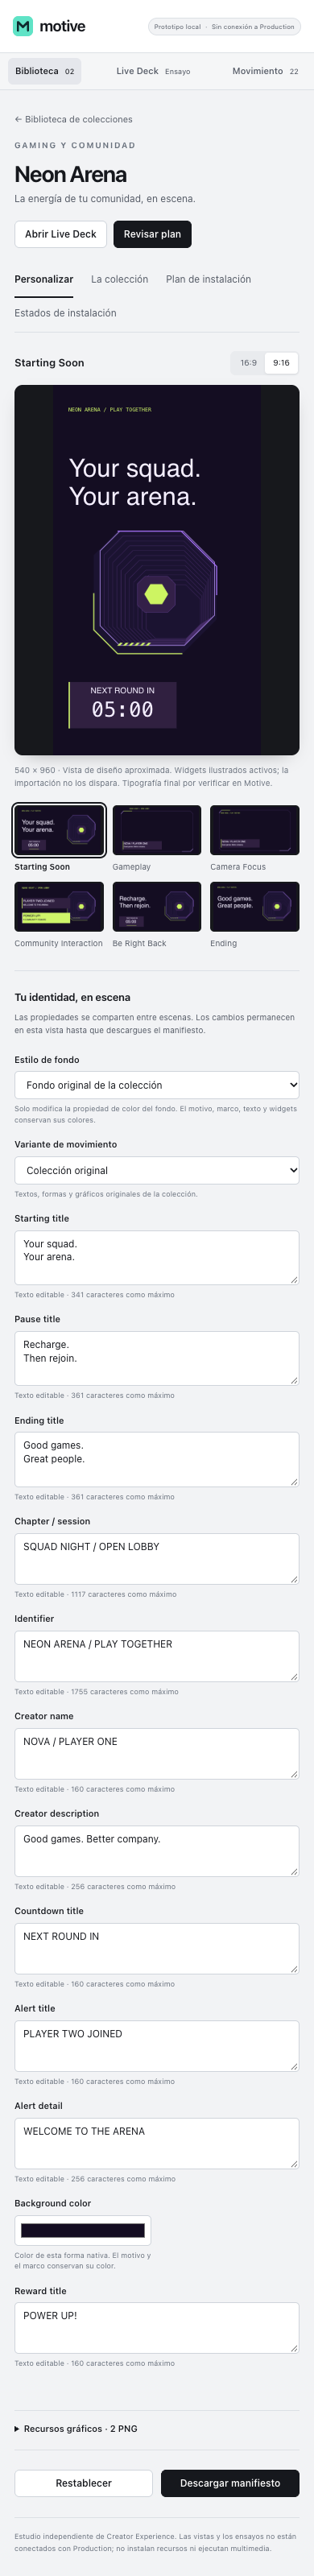 motive
Prototipo local · Sin conexión a Production
Biblioteca 02
Live Deck Ensayo
Movimiento 22
← Biblioteca de colecciones
GAMING Y COMUNIDAD
Neon Arena
La energía de tu comunidad, en escena.
Abrir Live Deck
Revisar plan
Personalizar
La colección
Plan de instalación
Estados de instalación
Starting Soon
16:9
9:16
NEON ARENA / PLAY TOGETHER
Your squad.
Your arena.
NEXT ROUND IN
05:00
540 × 960 · Vista de diseño aproximada. Widgets ilustrados activos; la
importación no los dispara. Tipografía final por verificar en Motive.
Your squad.
Your arena.
Starting Soon
Gameplay
Camera Focus
Community Interaction
Recharge.
Then rejoin.
Be Right Back
Good games.
Great people.
Ending
Tu identidad, en escena
Las propiedades se comparten entre escenas. Los cambios permanecen
en esta vista hasta que descargues el manifiesto.
Estilo de fondo
Fondo original de la colección
Solo modifica la propiedad de color del fondo. El motivo, marco, texto y widgets
conservan sus colores.
Variante de movimiento
Colección original
Textos, formas y gráficos originales de la colección.
Starting title
Your squad.
Your arena.
Texto editable · 341 caracteres como máximo
Pause title
Recharge.
Then rejoin.
Texto editable · 361 caracteres como máximo
Ending title
Good games.
Great people.
Texto editable · 361 caracteres como máximo
Chapter / session
SQUAD NIGHT / OPEN LOBBY
Texto editable · 1117 caracteres como máximo
Identifier
NEON ARENA / PLAY TOGETHER
Texto editable · 1755 caracteres como máximo
Creator name
NOVA / PLAYER ONE
Texto editable · 160 caracteres como máximo
Creator description
Good games. Better company.
Texto editable · 256 caracteres como máximo
Countdown title
NEXT ROUND IN
Texto editable · 160 caracteres como máximo
Alert title
PLAYER TWO JOINED
Texto editable · 160 caracteres como máximo
Alert detail
WELCOME TO THE ARENA
Texto editable · 256 caracteres como máximo
Background color
Color de esta forma nativa. El motivo y
el marco conservan su color.
Reward title
POWER UP!
Texto editable · 160 caracteres como máximo
Recursos gráficos · 2 PNG
Restablecer
Descargar manifiesto
Estudio independiente de Creator Experience. Las vistas y los ensayos no están
conectados con Production; no instalan recursos ni ejecutan multimedia.